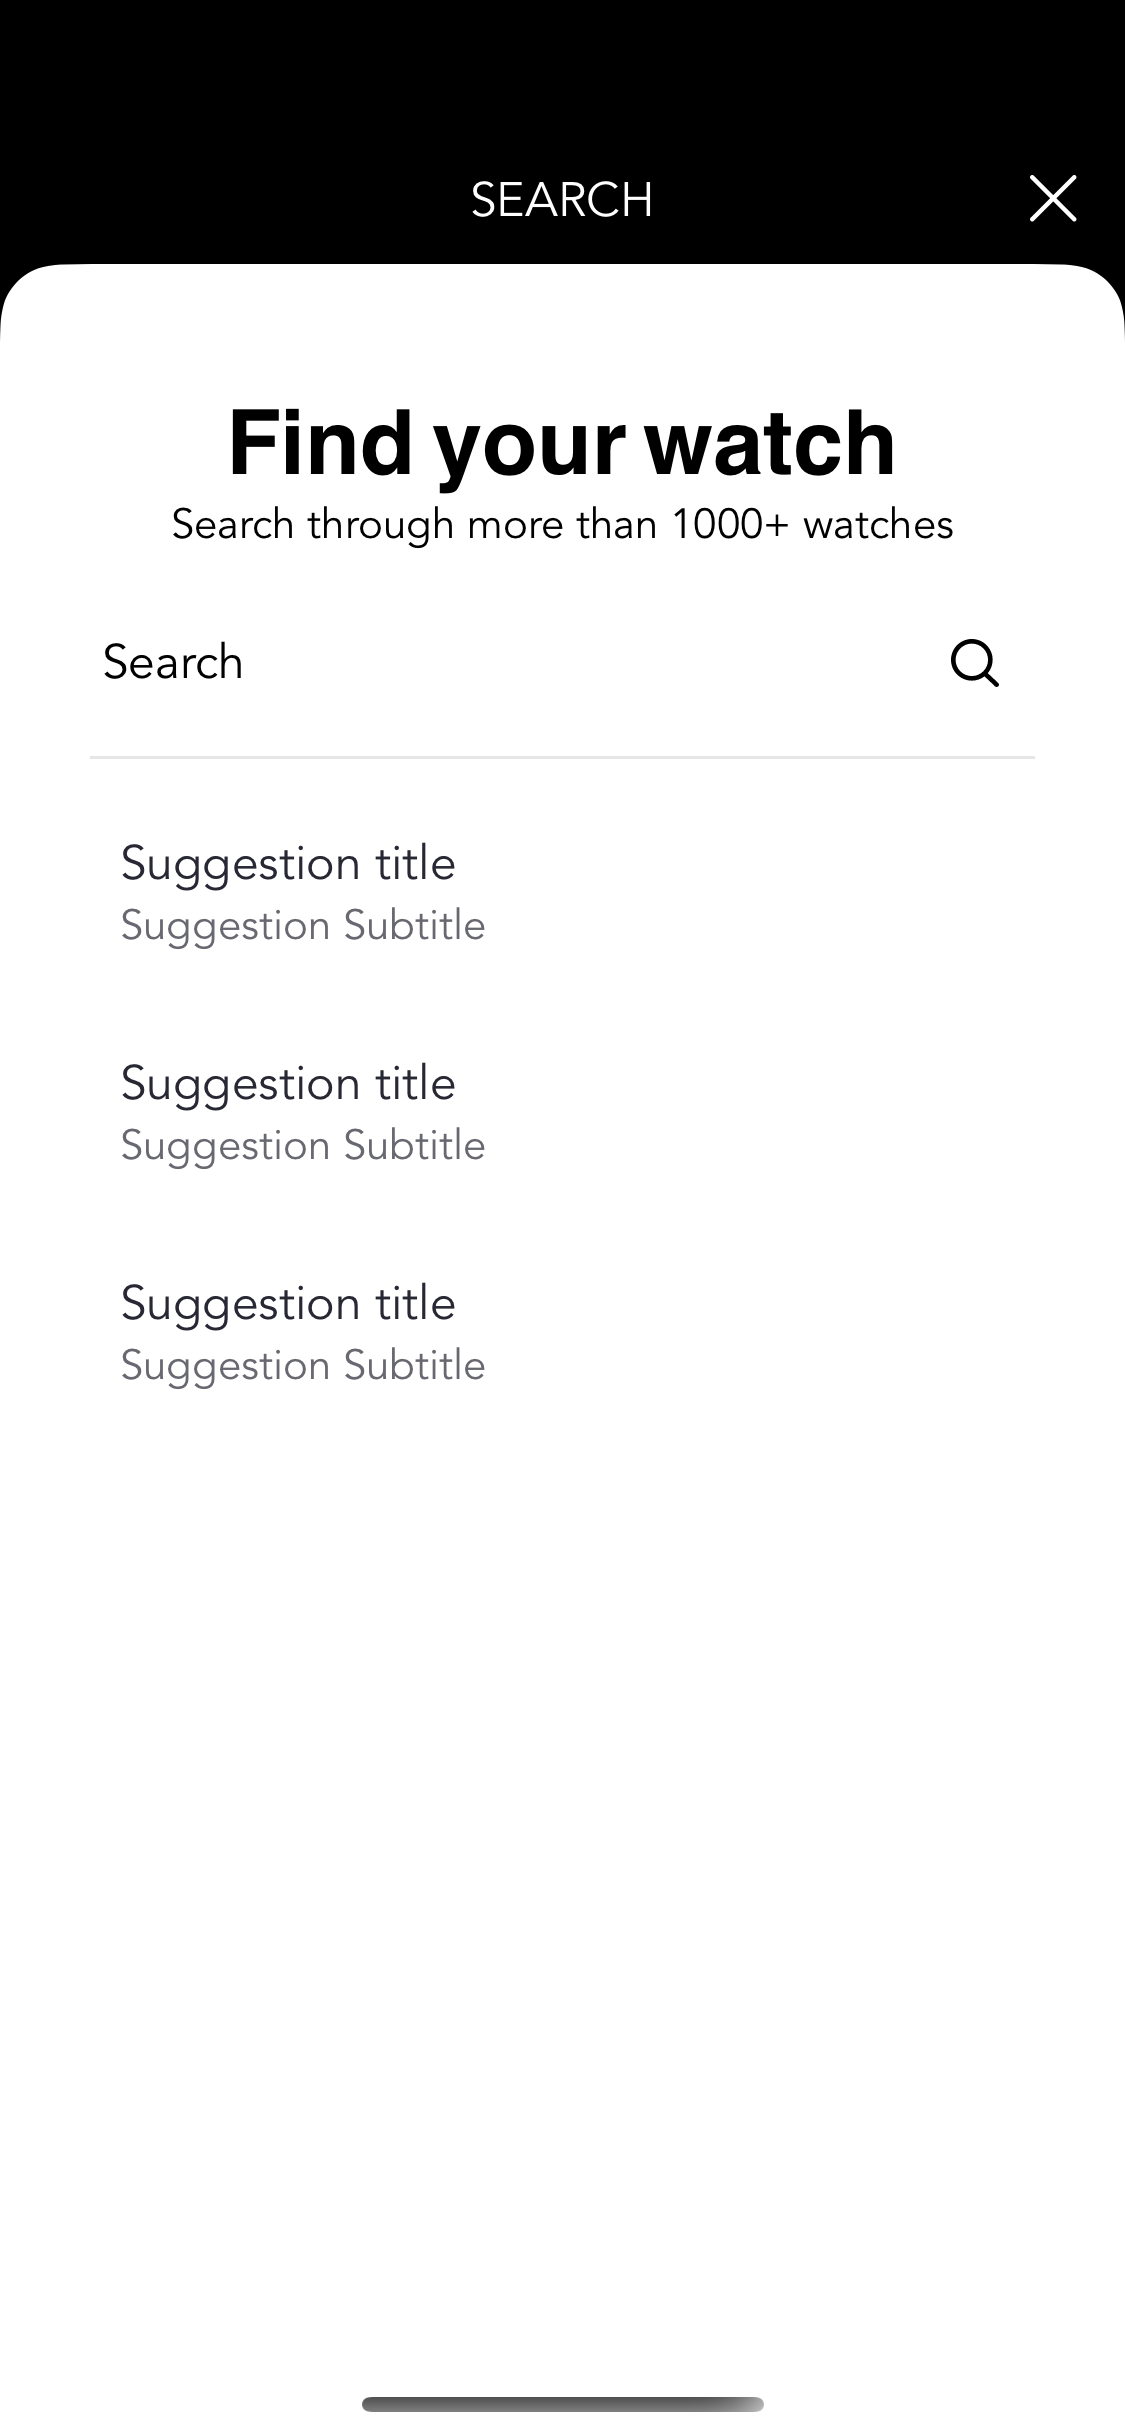 SEARCH
Find your watch
Search through more than 1000+ watches
Search
Suggestion title
Suggestion Subtitle
Suggestion title
Suggestion Subtitle
Suggestion title
Suggestion Subtitle